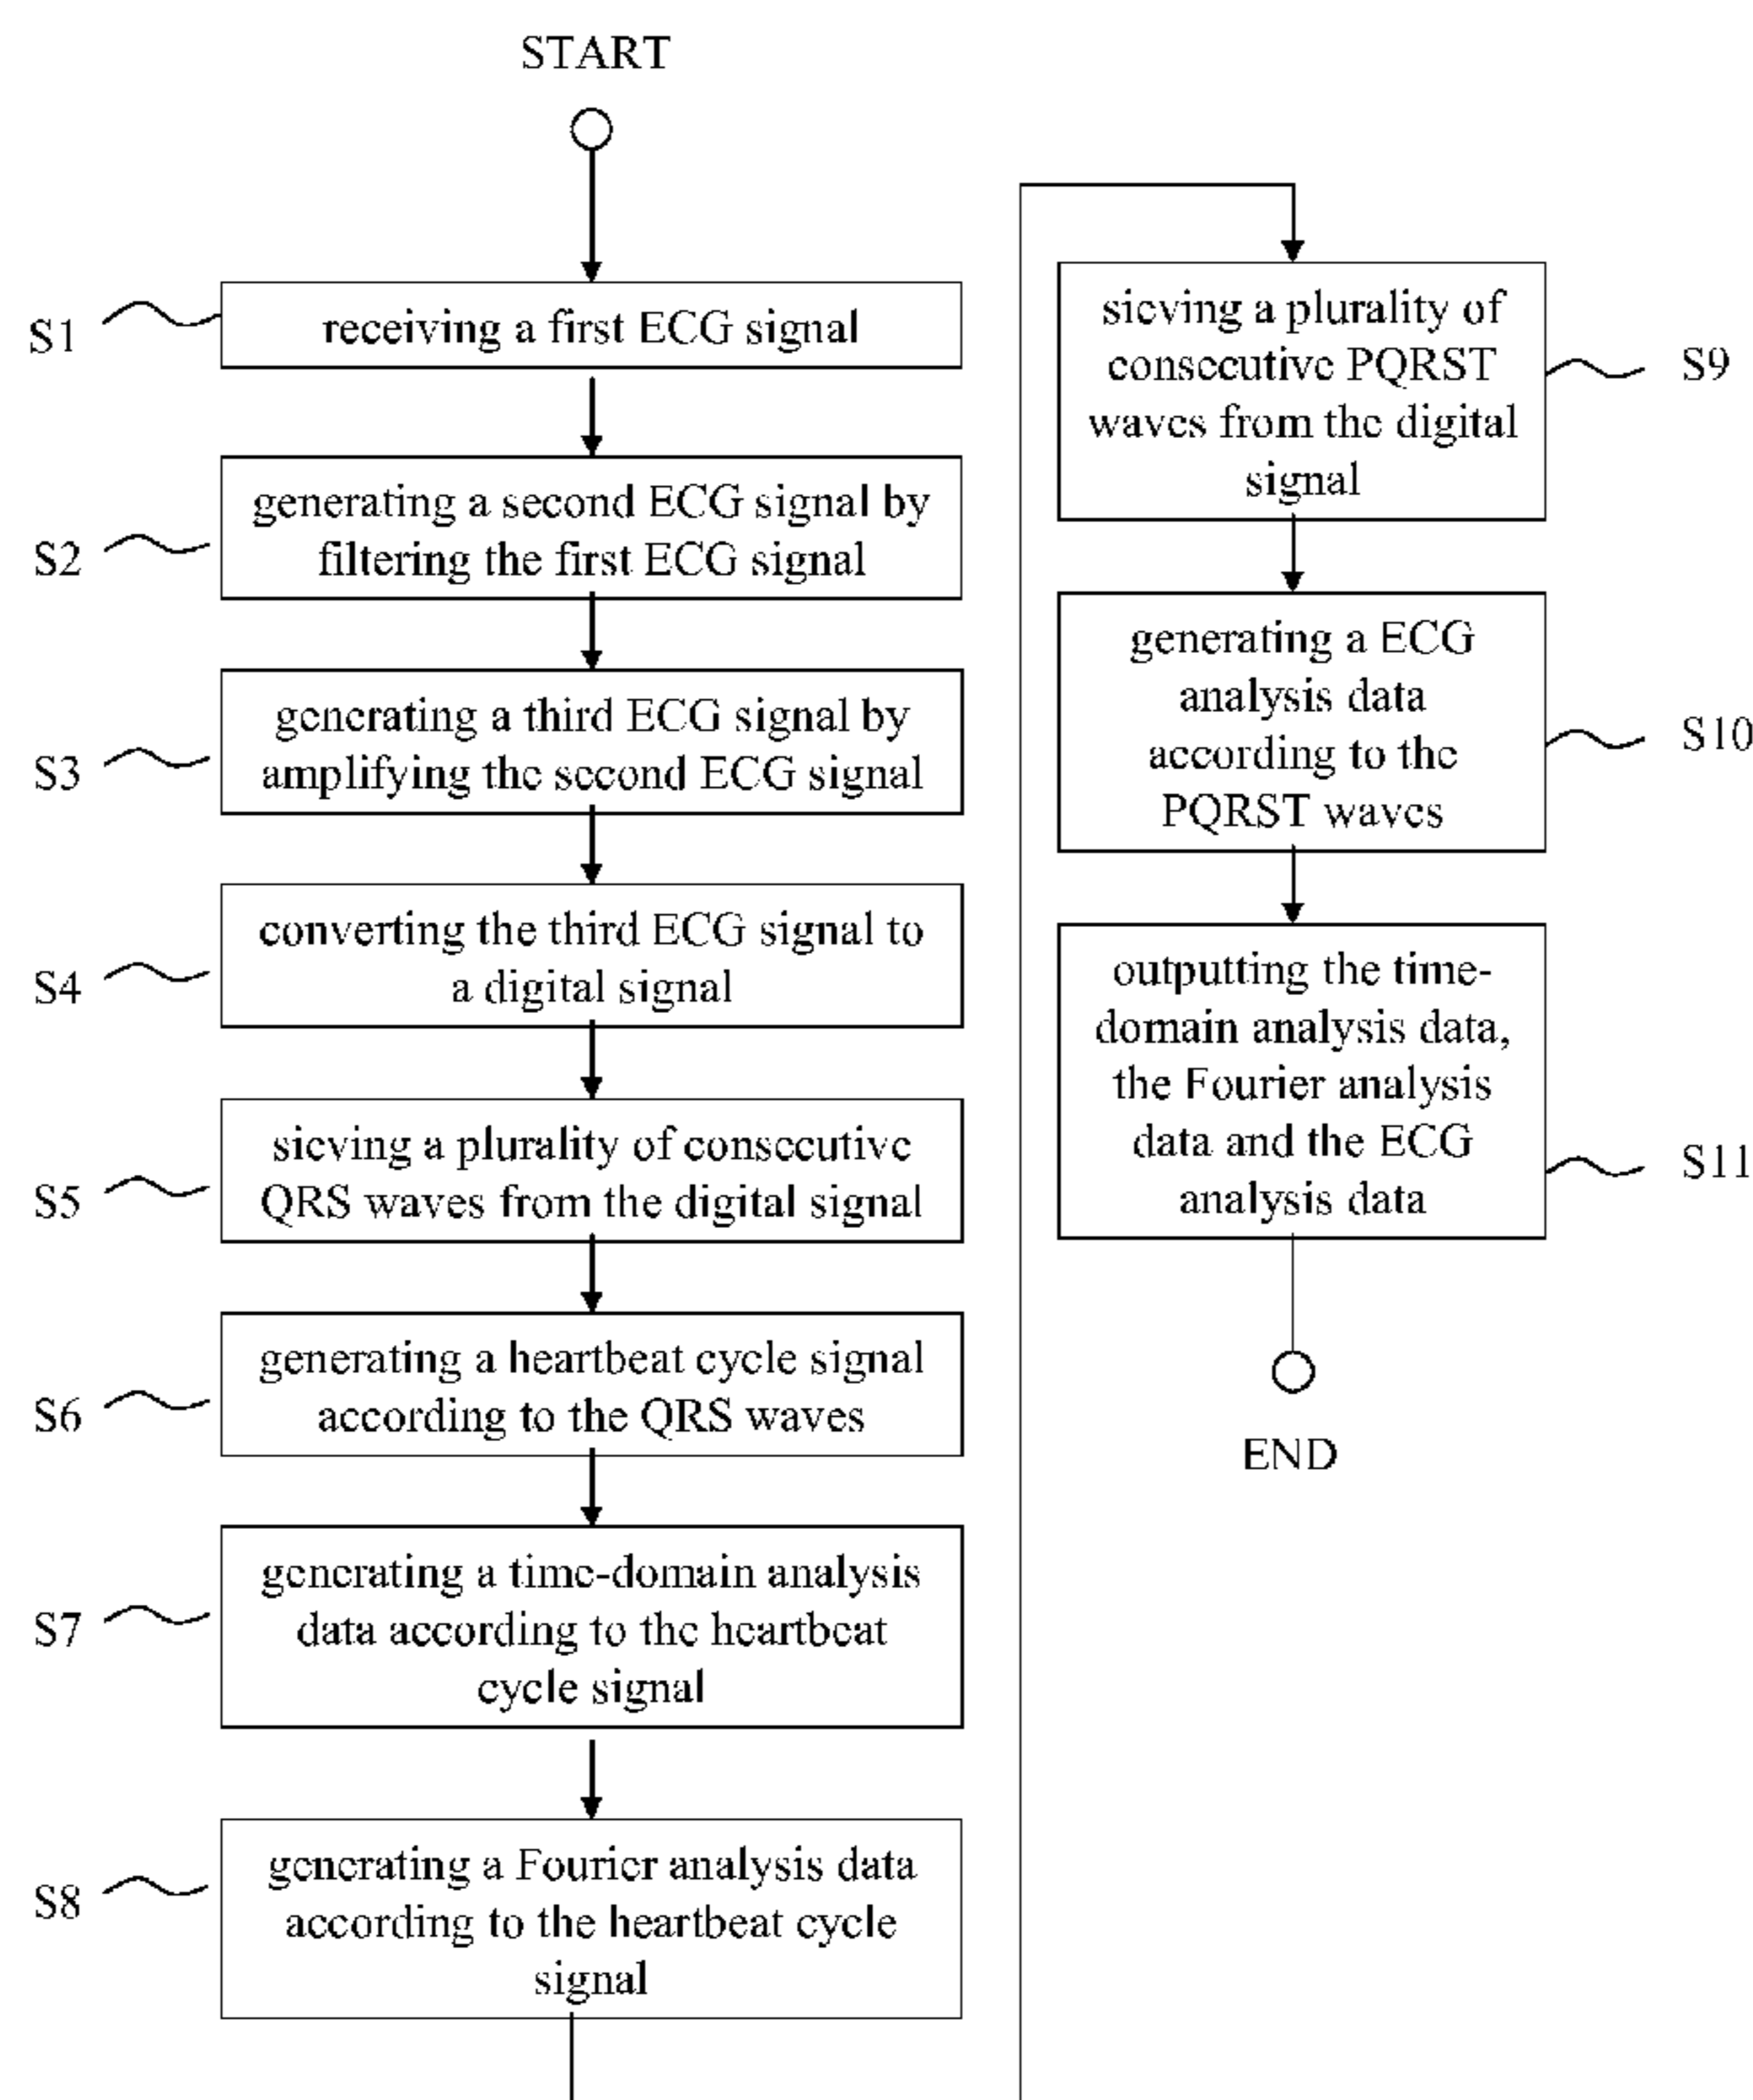 START
S1
receiving a first ECG signal
S2
generating a second ECG signal by
filtering the first ECG signal
S3
generating a third ECG signal by
amplifying the second ECG signal
S4
converting the third ECG signal to
a digital signal
S5
sieving a plurality of consecutive
QRS waves from the digital signal
S6
generating a heartbeat cycle signal
according to the QRS waves
S7
generating a time-domain analysis
data according to the heartbeat
cycle signal
S8
generating a Fourier analysis data
according to the heartbeat cycle
signal
sieving a plurality of
consecutive PQRST
waves from the digital
signal
S9
generating a ECG
analysis data
according to the
PQRST waves
S10
outputting the time-
domain analysis data,
the Fourier analysis
data and the ECG
analysis data
S11
END